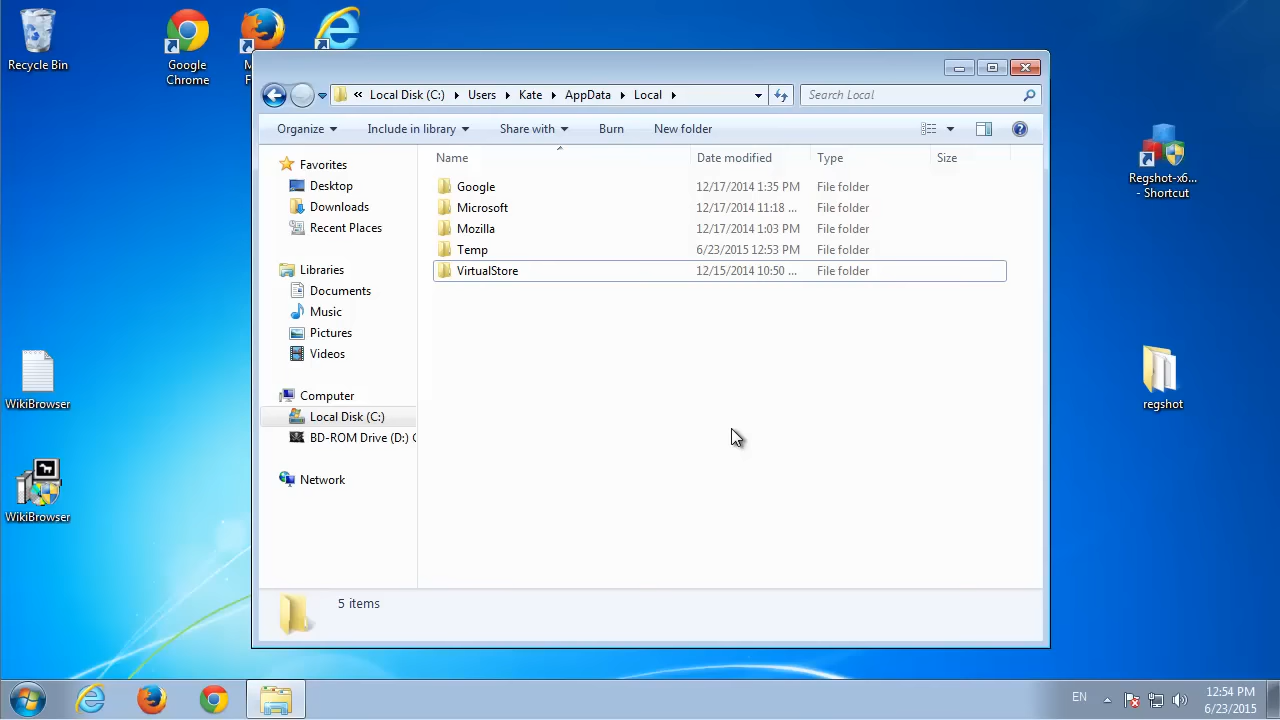 Recycle Bin
Google
Chrome
M
F
« Local Disk (C:) Users Kate AppData Local
Search Local
Organize Include in library Share with Burn New folder
Name Date modified Type Size
Google 12/17/2014 1:35 PM File folder
Microsoft 12/17/2014 11:18 ... File folder
Mozilla 12/17/2014 1:03 PM File folder
Temp 6/23/2015 12:53 PM File folder
VirtualStore 12/15/2014 10:50 ... File folder
Favorites
Desktop
Downloads
Recent Places
Libraries
Documents
Music
Pictures
Videos
Computer
Local Disk (C:)
BD-ROM Drive (D:) C
Network
5 items
WikiBrowser
WikiBrowser
Regshot-x6...
- Shortcut
regshot
EN
12:54 PM
6/23/2015